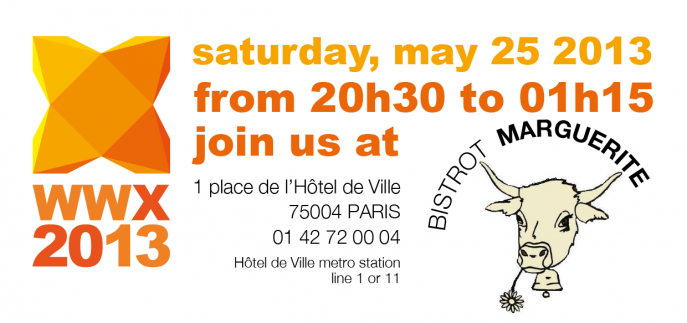 WWX
2013
saturday, may 25 2013
from 20h30 to 01h15
join us at
1 place de l'Hôtel de Ville
75004 PARIS
01 42 72 00 04
Hôtel de Ville metro station
line 1 or 11
BISTROT MARGUERITE